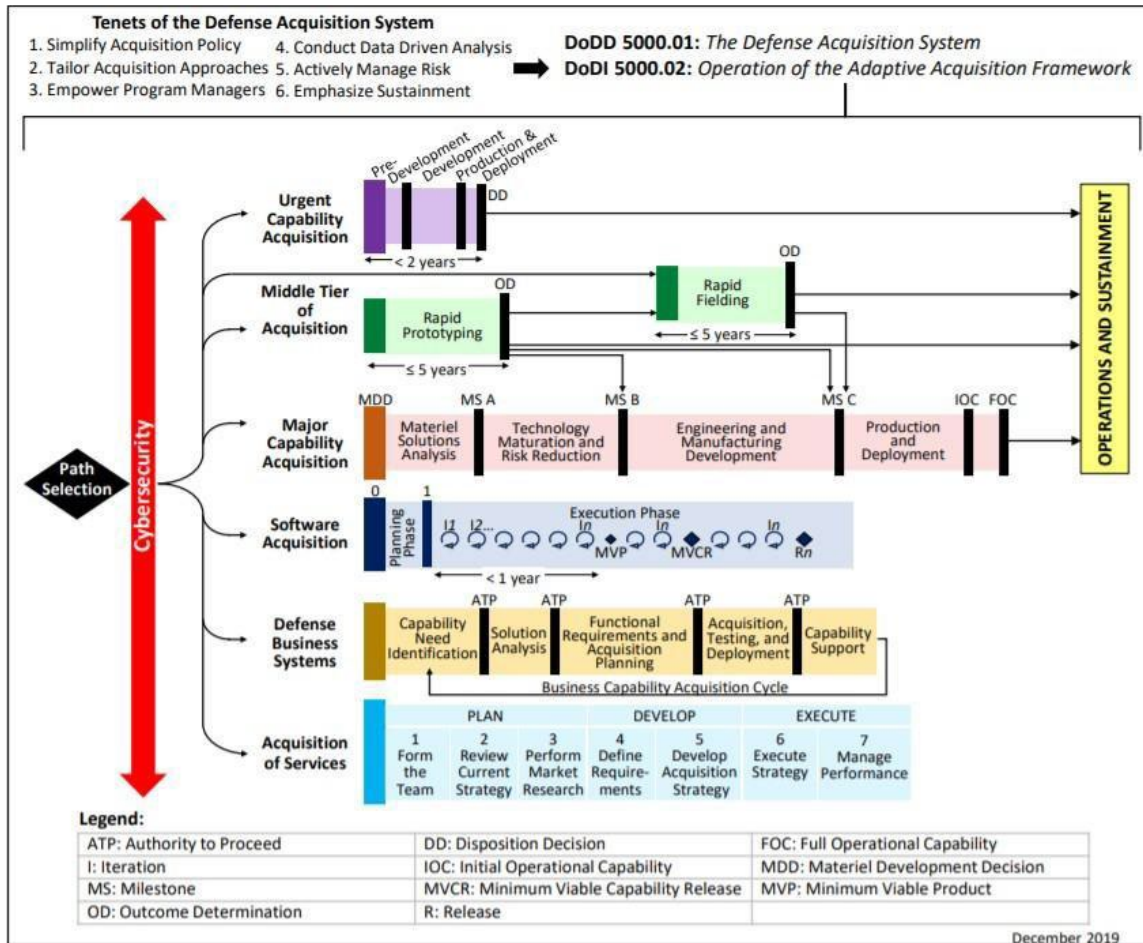 Tenets of the Defense Acquisition System
1. Simplify Acquisition Policy
2. Tailor Acquisition Approaches
3. Empower Program Managers
4. Conduct Data Driven Analysis
5. Actively Manage Risk
6. Emphasize Sustainment
DoDD 5000.01: The Defense Acquisition System
DoDI 5000.02: Operation of the Adaptive Acquisition Framework
Path
Selection
Cybersecurity
Urgent
Capability
Acquisition
Pre-
Development
Development
Production &
Deployment
DD
< 2 years
Middle Tier
of
Acquisition
Rapid
Prototyping
OD
≤ 5 years
Rapid
Fielding
OD
≤ 5 years
Major
Capability
Acquisition
MDD
Materiel
Solutions
Analysis
MS A
Technology
Maturation and
Risk Reduction
MS B
Engineering and
Manufacturing
Development
MS C
Production
and
Deployment
IOC
FOC
OPERATIONS AND SUSTAINMENT
Software
Acquisition
0
Planning
Phase
1
Execution Phase
I1
I2...
In
MVP
In
MVCR
In
Rn
< 1 year
Defense
Business
Systems
Capability
Need
Identification
ATP
Solution
Analysis
ATP
Functional
Requirements and
Acquisition
Planning
ATP
Acquisition,
Testing, and
Deployment
ATP
Capability
Support
Business Capability Acquisition Cycle
Acquisition
of Services
PLAN
DEVELOP
EXECUTE
1
Form
the
Team
2
Review
Current
Strategy
3
Perform
Market
Research
4
Define
Require-
ments
5
Develop
Acquisition
Strategy
6
Execute
Strategy
7
Manage
Performance
Legend:
ATP: Authority to Proceed
DD: Disposition Decision
FOC: Full Operational Capability
I: Iteration
IOC: Initial Operational Capability
MDD: Materiel Development Decision
MS: Milestone
MVCR: Minimum Viable Capability Release
MVP: Minimum Viable Product
OD: Outcome Determination
R: Release
December 2019